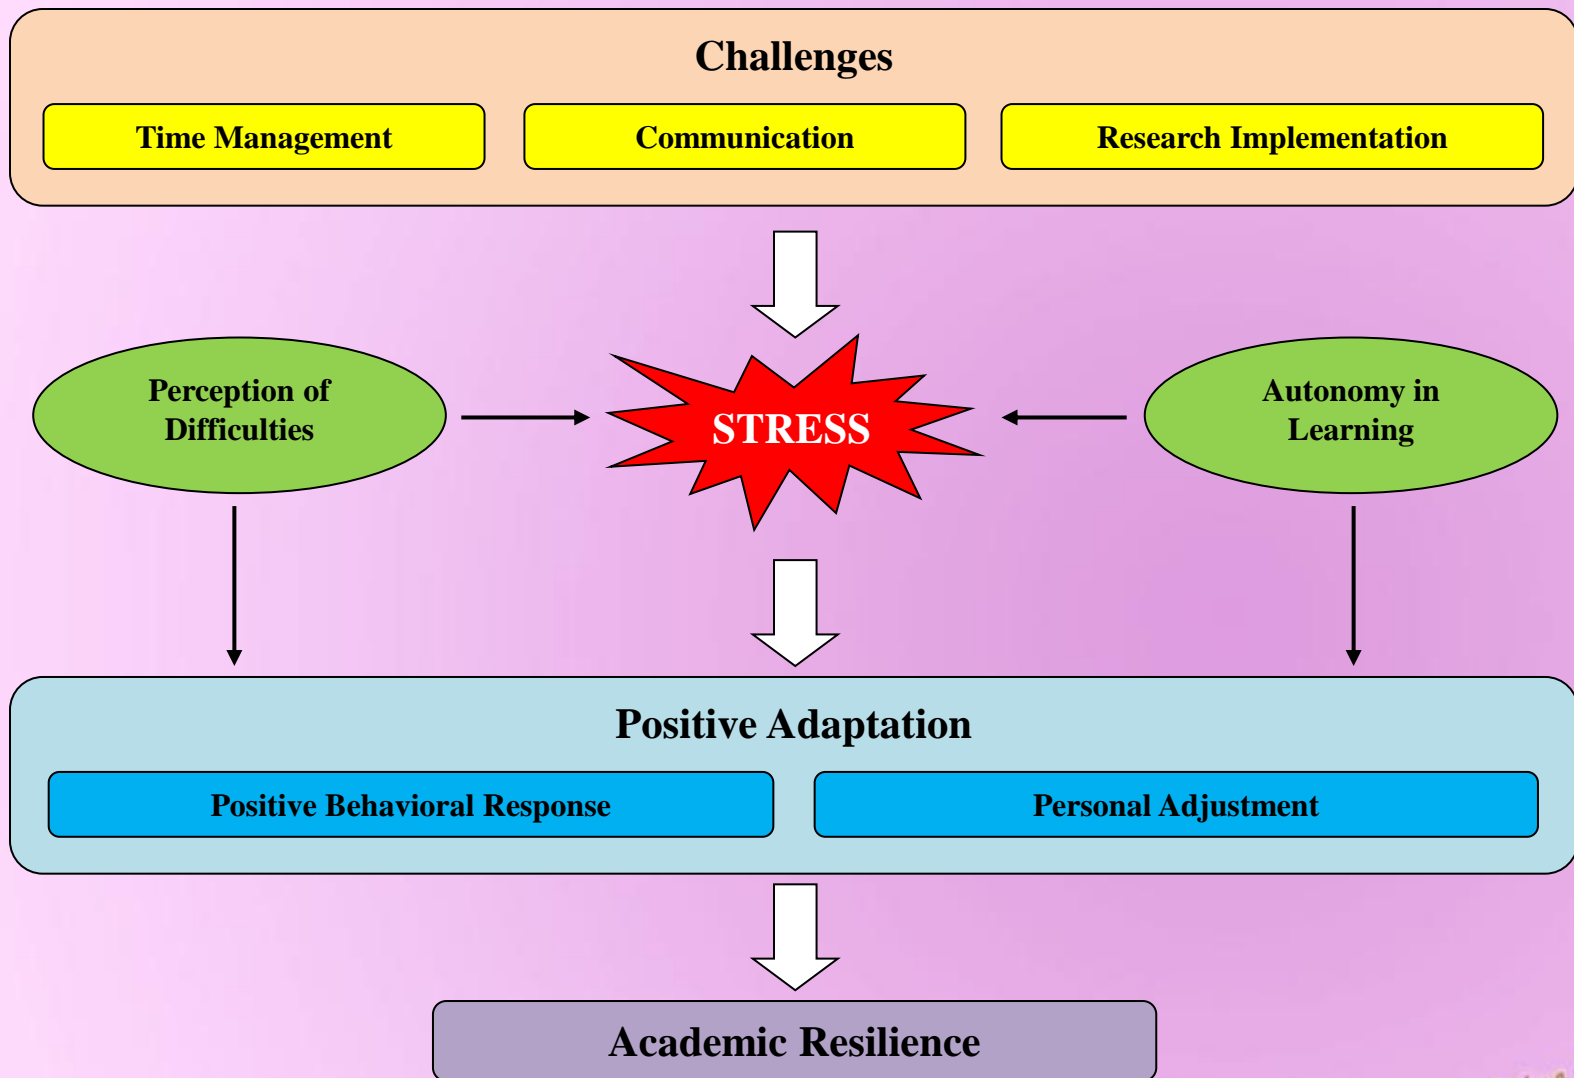 Challenges
Time Management
Communication
Research Implementation
Perception of
Difficulties
STRESS
Autonomy in
Learning
Positive Adaptation
Positive Behavioral Response
Personal Adjustment
Academic Resilience